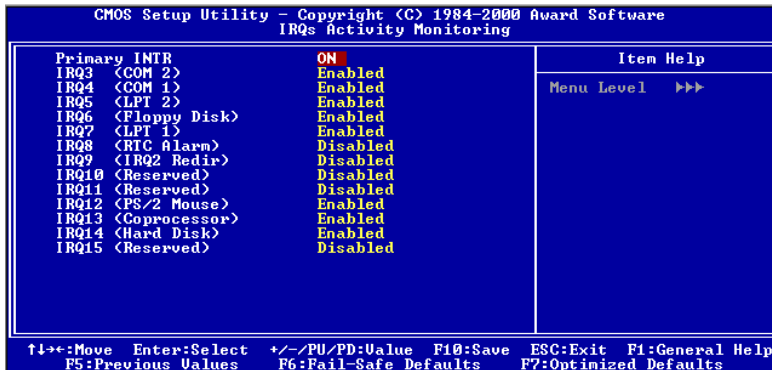 CMOS Setup Utility - Copyright (C) 1984-2000 Award Software
IRQs Activity Monitoring
Primary INTR ON
IRQ3 (COM 2) Enabled
IRQ4 (COM 1) Enabled
IRQ5 (LPT 2) Enabled
IRQ6 (Floppy Disk) Enabled
IRQ7 (LPT 1) Enabled
IRQ8 (RTC Alarm) Disabled
IRQ9 (IRQ2 Redir) Disabled
IRQ10 (Reserved) Disabled
IRQ11 (Reserved) Disabled
IRQ12 (PS/2 Mouse) Enabled
IRQ13 (Coprocessor) Enabled
IRQ14 (Hard Disk) Enabled
IRQ15 (Reserved) Disabled
Item Help
Menu Level ▸▸▸
↑↓→←:Move Enter:Select +/-/PU/PD:Value F10:Save ESC:Exit F1:General Help
F5:Previous Values F6:Fail-Safe Defaults F7:Optimized Defaults